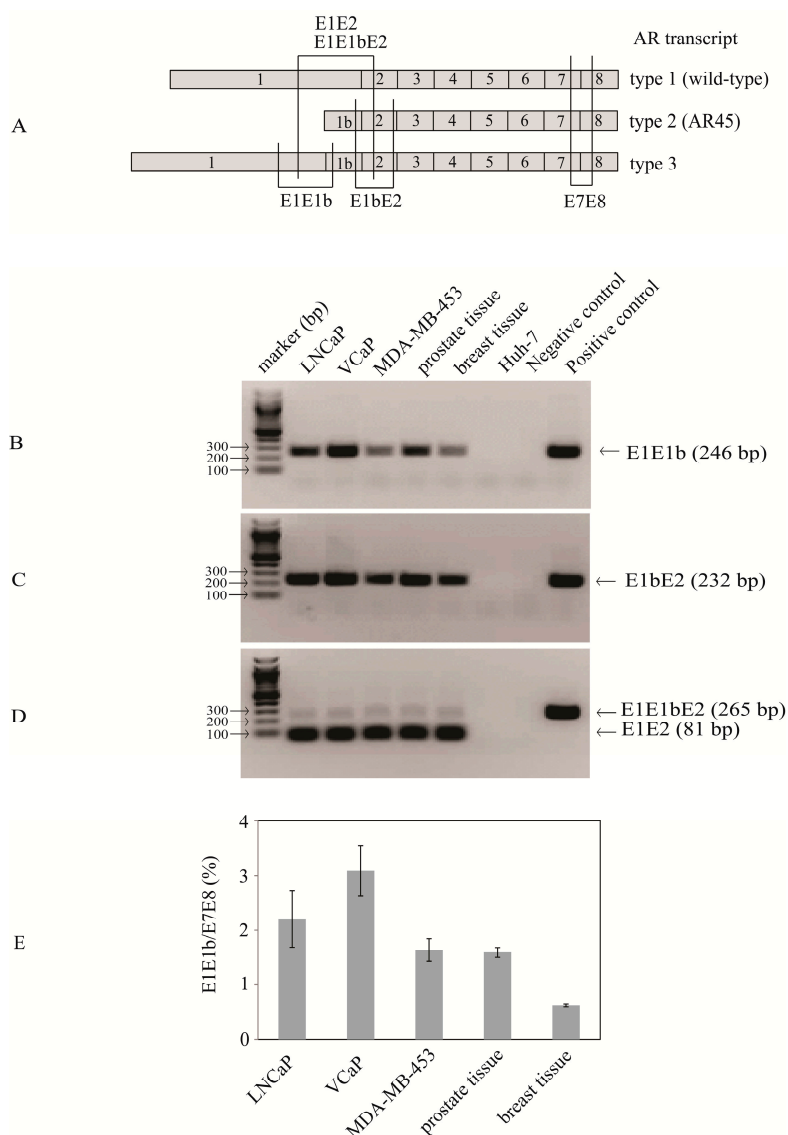 E1E2
E1E1bE2
AR transcript
1 2 3 4 5 6 7 8 type 1 (wild-type)
A
1b 2 3 4 5 6 7 8 type 2 (AR45)
1 1b 2 3 4 5 6 7 8 type 3
E1E1b E1bE2 E7E8
marker (bp) LNCaP VCaP MDA-MB-453 prostate tissue breast tissue Huh-7 Negative control Positive control
B
300
200
100
E1E1b (246 bp)
C
300
200
100
E1bE2 (232 bp)
D
300
200
100
E1E1bE2 (265 bp)
E1E2 (81 bp)
E
E1E1b/E7E8 (%)
4
3
2
1
0
LNCaP VCaP MDA-MB-453 prostate tissue breast tissue